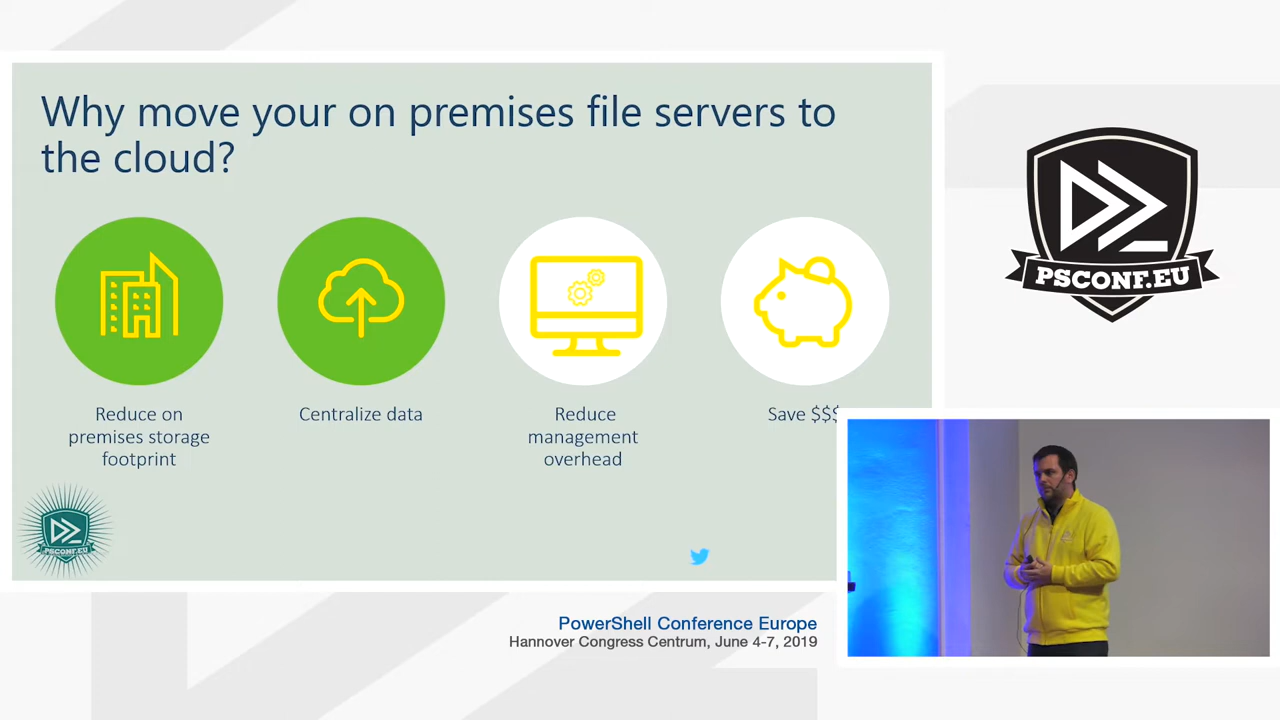 Why move your on premises file servers to
the cloud?
Reduce on
premises storage
footprint
Centralize data
Reduce
management
overhead
Save $$$
PSCONF.EU
PSCONF.EU
PowerShell Conference Europe
Hannover Congress Centrum, June 4-7, 2019